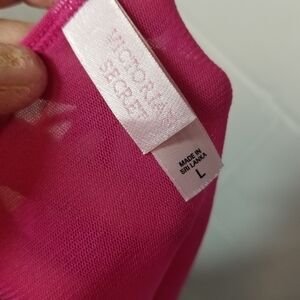 VICTORIA'S
SECRET
MADE IN
SRI LANKA
L